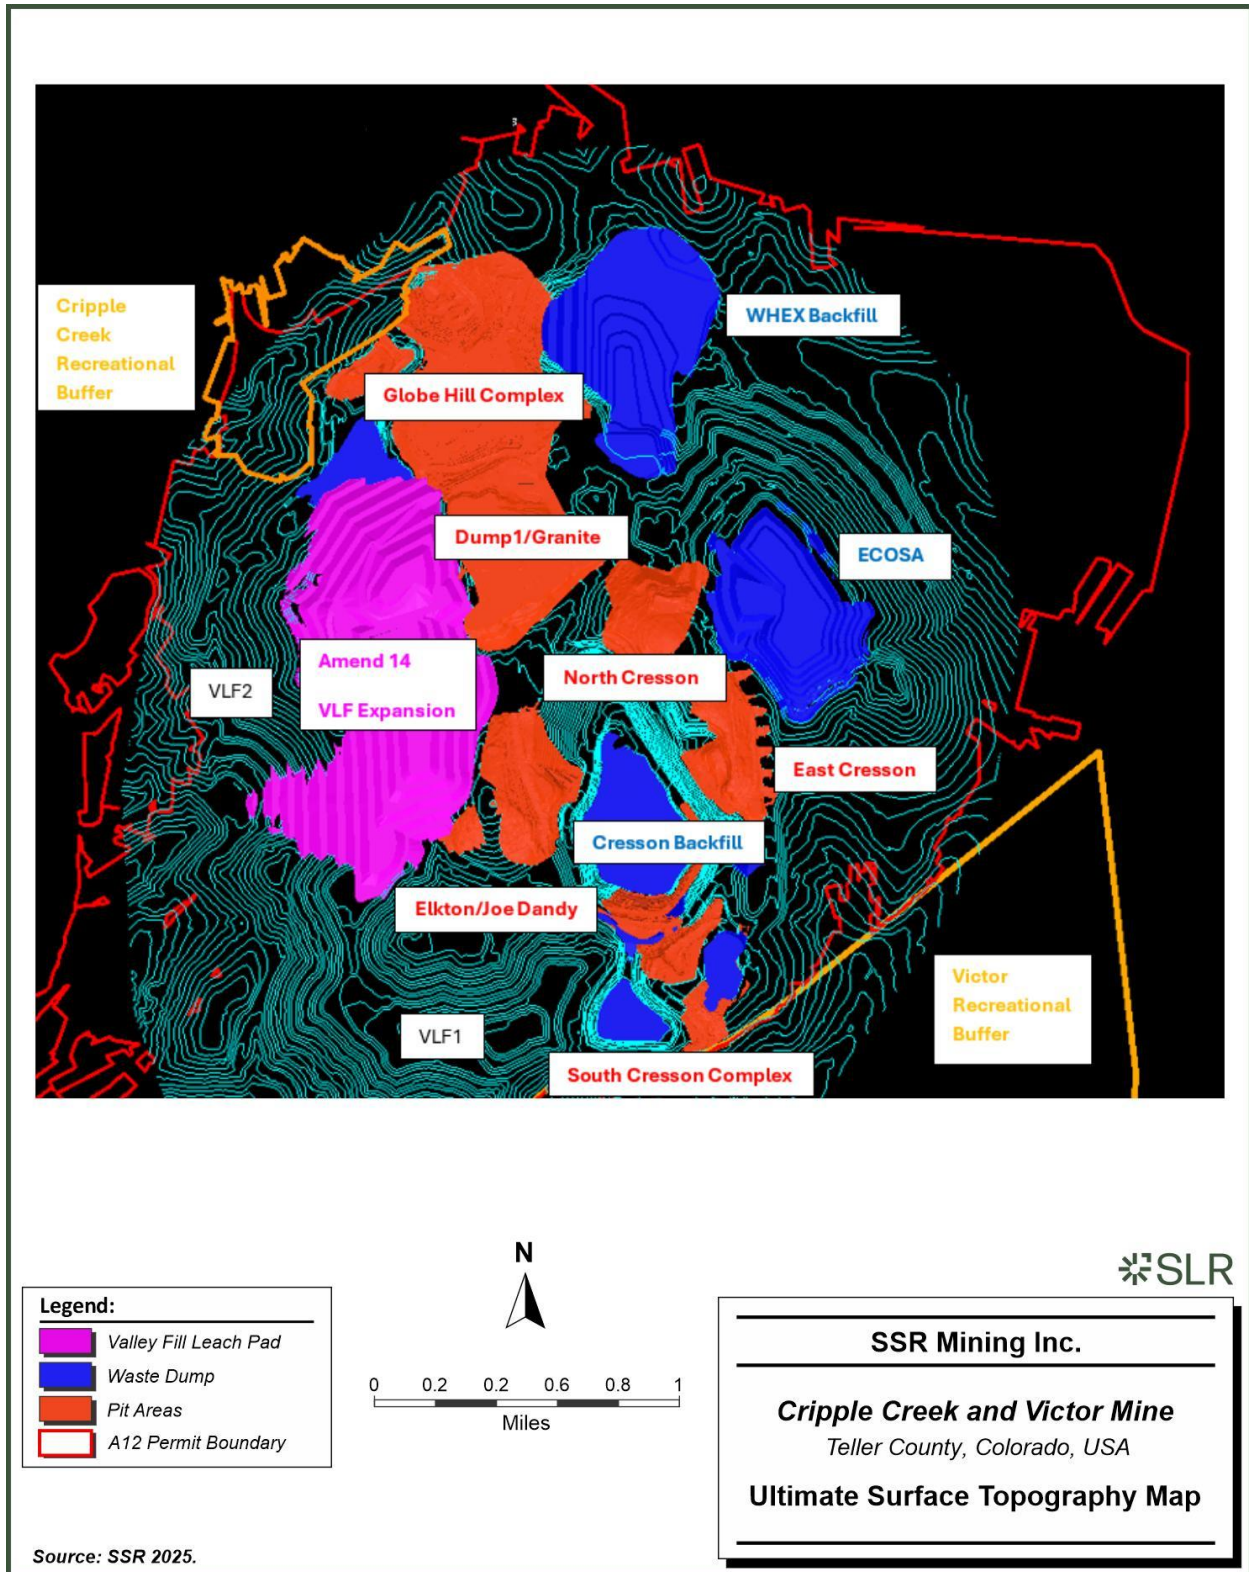 Cripple
Creek
Recreational
Buffer
WHEX Backfill
Globe Hill Complex
Dump1/Granite
ECOSA
Amend 14
VLF Expansion
VLF2
North Cresson
East Cresson
Cresson Backfill
Elkton/Joe Dandy
Victor
Recreational
Buffer
VLF1
South Cresson Complex
Legend:
Valley Fill Leach Pad
Waste Dump
Pit Areas
A12 Permit Boundary
N
0 0.2 0.2 0.6 0.8 1
Miles
SLR
SSR Mining Inc.
Cripple Creek and Victor Mine
Teller County, Colorado, USA
Ultimate Surface Topography Map
Source: SSR 2025.